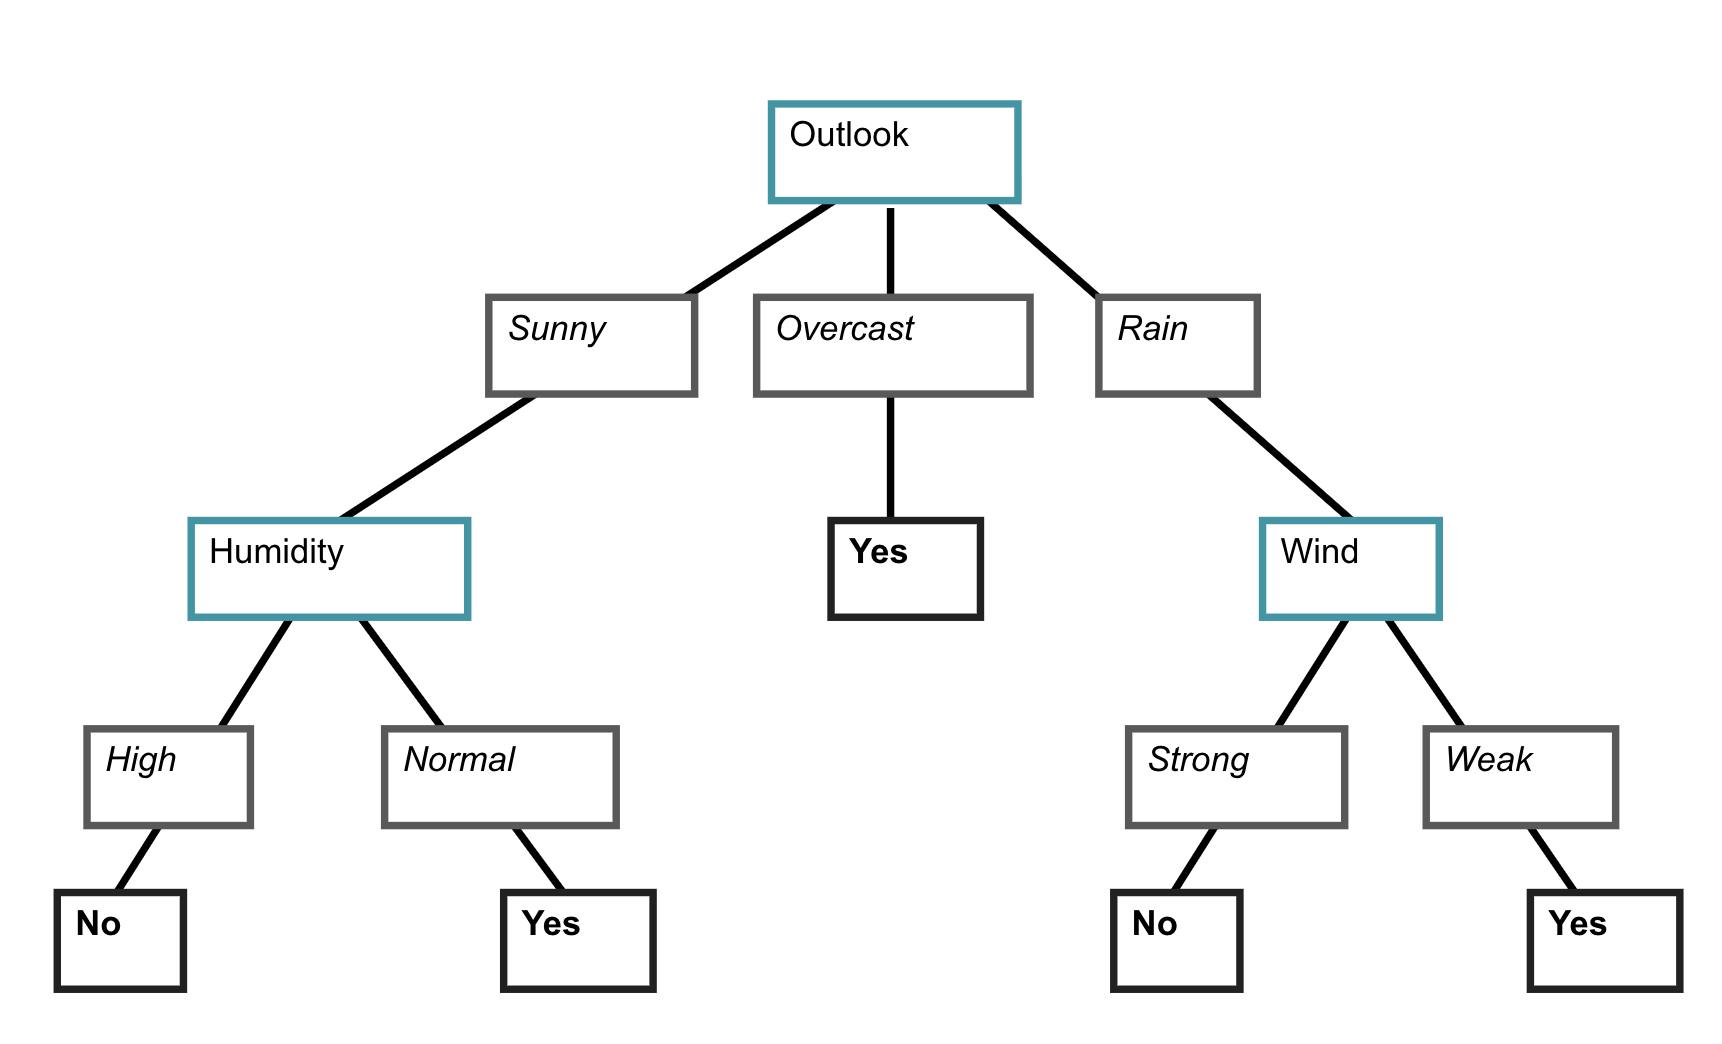 Outlook
Sunny
Overcast
Rain
Humidity
Yes
Wind
High
Normal
Strong
Weak
No
Yes
No
Yes